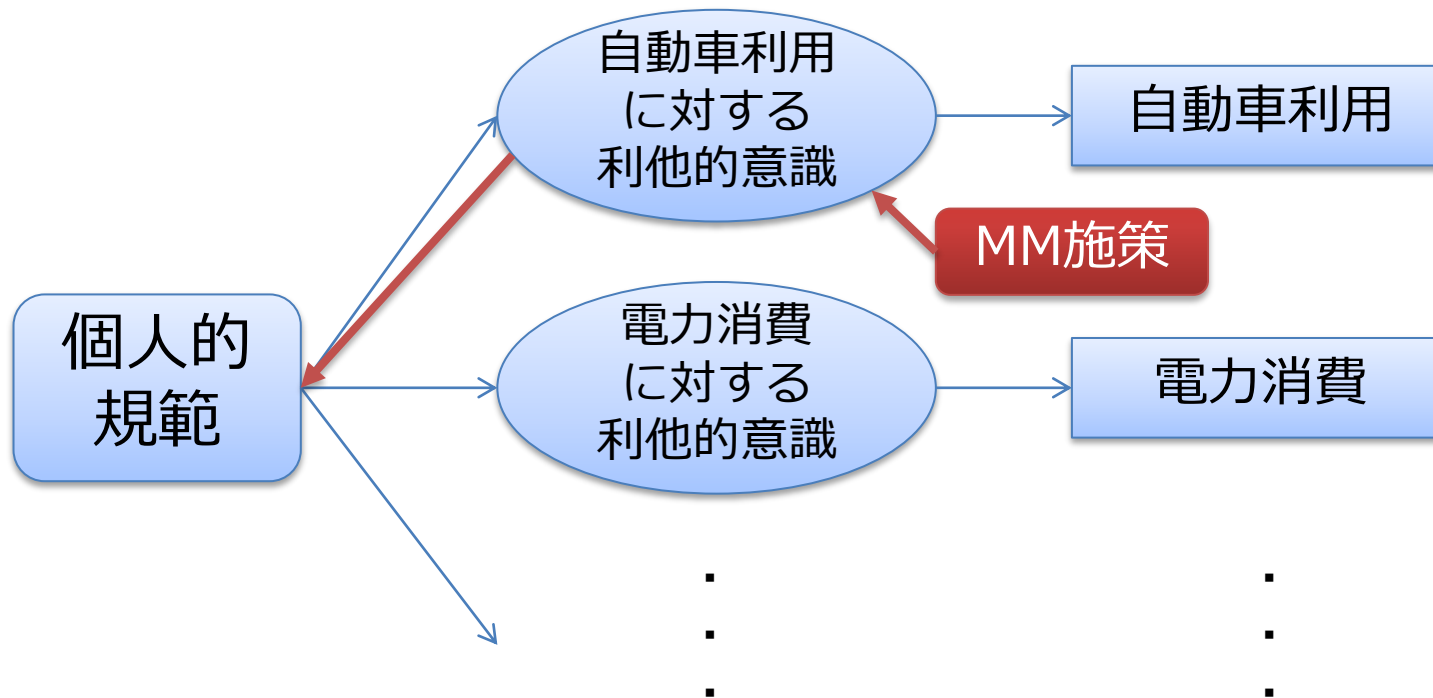 自動車利用
に対する
利他的意識
自動車利用
MM施策
個人的
規範
電力消費
に対する
利他的意識
電力消費